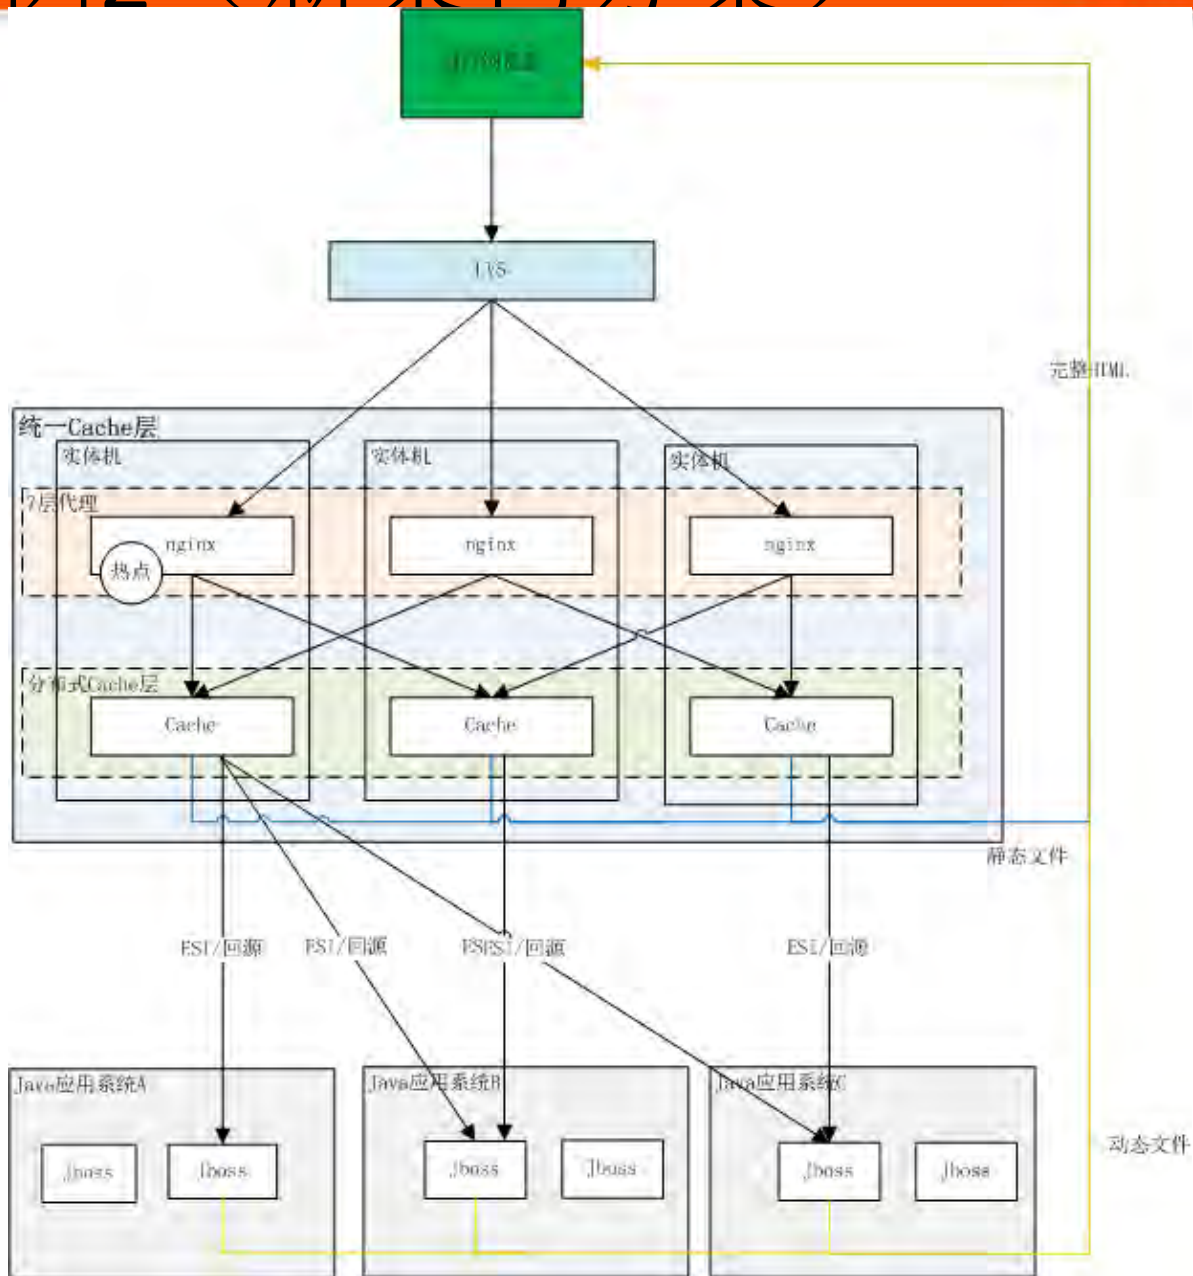 LVS
完整HTML
统一Cache层
实体机
实体机
实体机
7层代理
nginx
nginx
nginx
热点
分布式Cache层
Cache
Cache
Cache
静态文件
ESI/回源
ESI/回源
ESI/回源
ESI/回源
Java应用系统A
Java应用系统B
Java应用系统C
Jboss
Jboss
Jboss
Jboss
Jboss
Jboss
动态文件